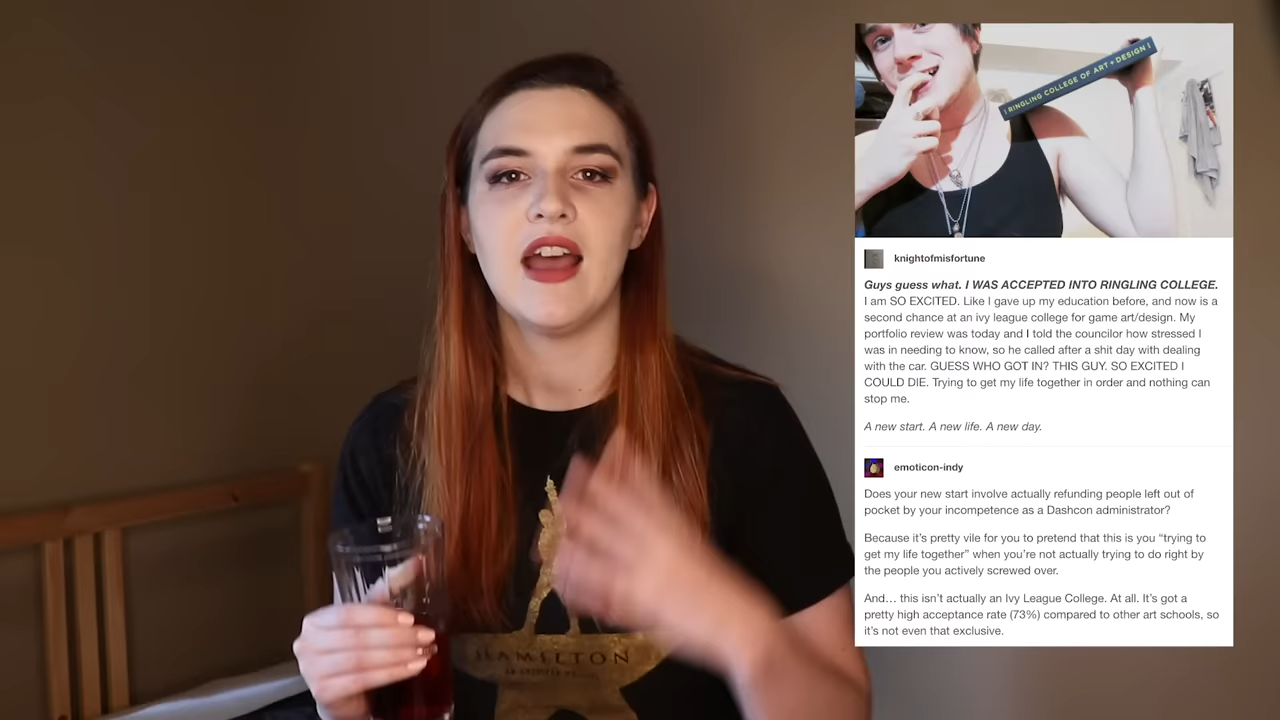 RINGLING COLLEGE OF ART + DESIGN
knightofmisfortune
Guys guess what. I WAS ACCEPTED INTO RINGLING COLLEGE.
I am SO EXCITED. Like I gave up my education before, and now is a
second chance at an ivy league college for game art/design. My
portfolio review was today and I told the councilor how stressed I
was in needing to know, so he called after a shit day with dealing
with the car. GUESS WHO GOT IN? THIS GUY. SO EXCITED I
COULD DIE. Trying to get my life together in order and nothing can
stop me.
A new start. A new life. A new day.
emoticon-indy
Does your new start involve actually refunding people left out of
pocket by your incompetence as a Dashcon administrator?
Because it's pretty vile for you to pretend that this is you “trying to
get my life together” when you're not actually trying to do right by
the people you actively screwed over.
And… this isn't actually an Ivy League College. At all. It's got a
pretty high acceptance rate (73%) compared to other art schools, so
it's not even that exclusive.
HAMILTON
AN AMERICAN MUSICAL